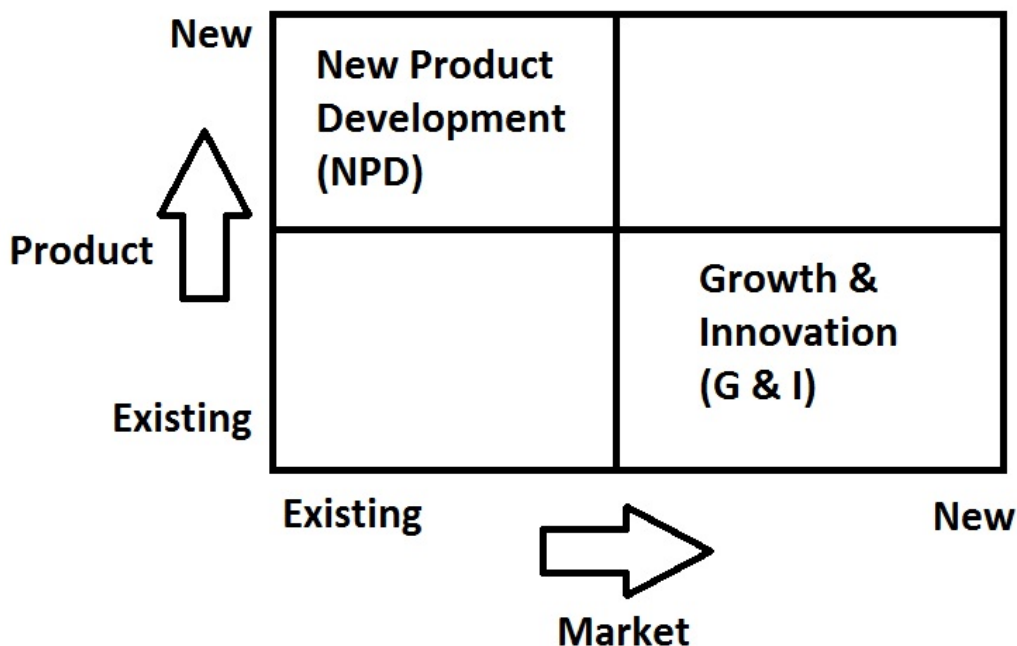 New
New Product
Development
(NPD)
Product
Growth &
Innovation
(G & I)
Existing
Existing
New
Market